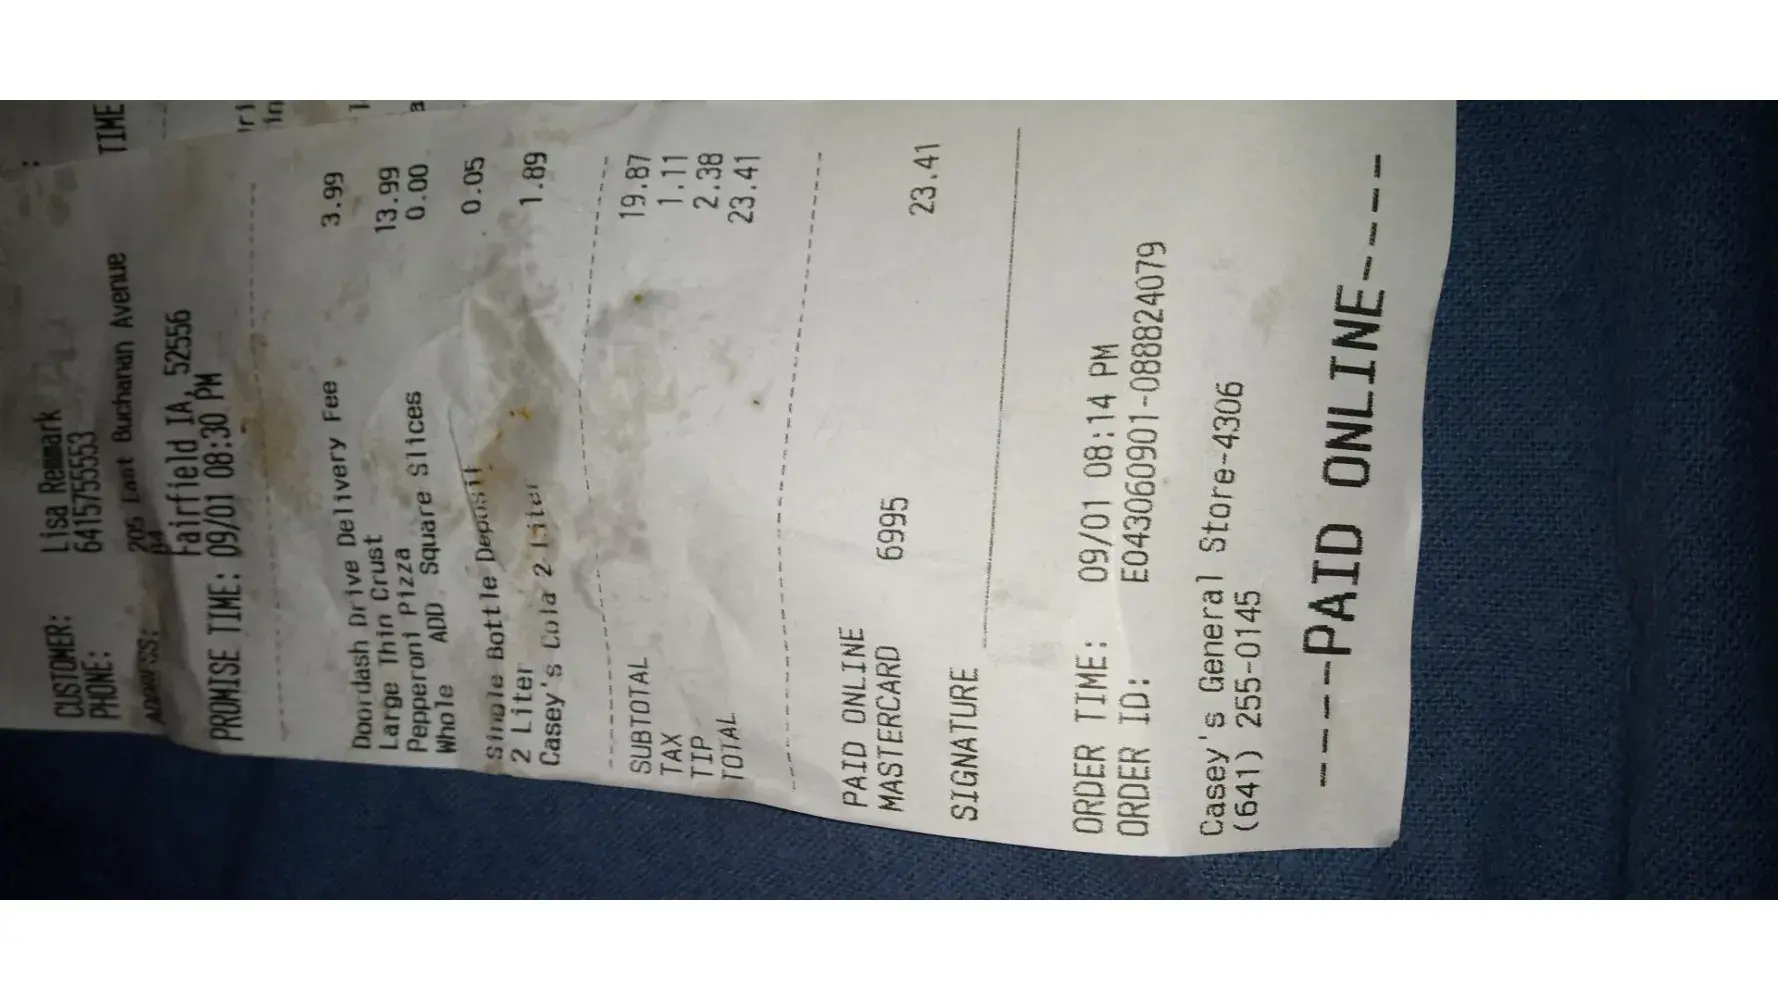 CUSTOMER: Lisa Remmark
PHONE: 6415755553
ADDRESS: 205 East Buchanan Avenue
04
Fairfield IA, 52556
PROMISE TIME: 09/01 08:30 PM
Doordash Drive Delivery Fee 3.99
Large Thin Crust 13.99
Pepperoni Pizza 0.00
Whole ADD Square Slices
Single Bottle Deposit 0.05
2 Liter
Casey's Cola 2 Liter 1.89
SUBTOTAL 19.87
TAX 1.11
TIP 2.38
TOTAL 23.41
PAID ONLINE
MASTERCARD 6995 23.41
SIGNATURE
ORDER TIME: 09/01 08:14 PM
ORDER ID: E043060901-0888824079
Casey's General Store-4306
(641) 255-0145
----PAID ONLINE----
TIME